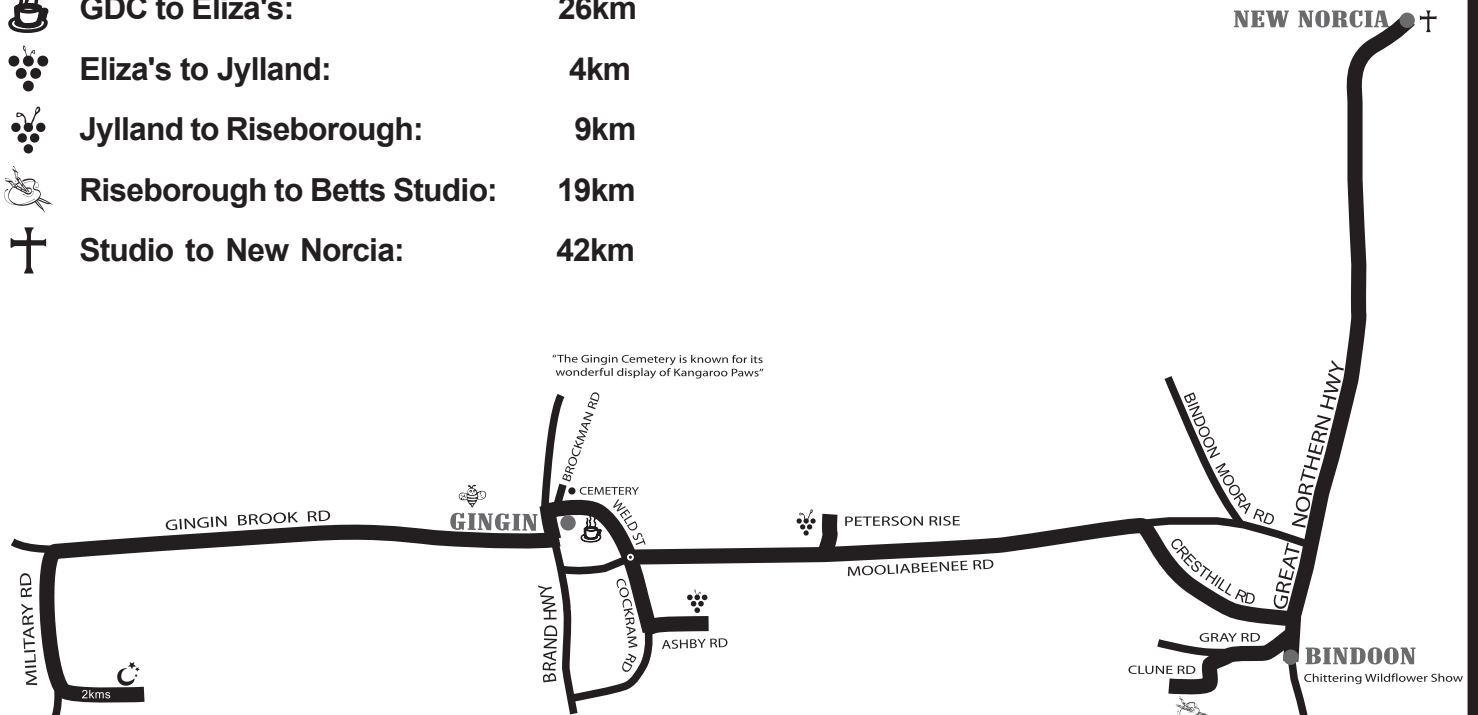 GDC to Eliza's: 26km
Eliza's to Jylland: 4km
Jylland to Riseborough: 9km
Riseborough to Betts Studio: 19km
Studio to New Norcia: 42km
NEW NORCIA
"The Gingin Cemetery is known for its
wonderful display of Kangaroo Paws"
BROCKMAN RD
CEMETERY
GINGIN BROOK RD
GINGIN
WELD ST
PETERSON RISE
MOOLIABEENEE RD
BINDOON MOORA RD
GREAT NORTHERN HWY
CRESTHILL RD
MILITARY RD
2kms
BRAND HWY
COCKRAM RD
ASHBY RD
GRAY RD
CLUNE RD
BINDOON
Chittering Wildflower Show